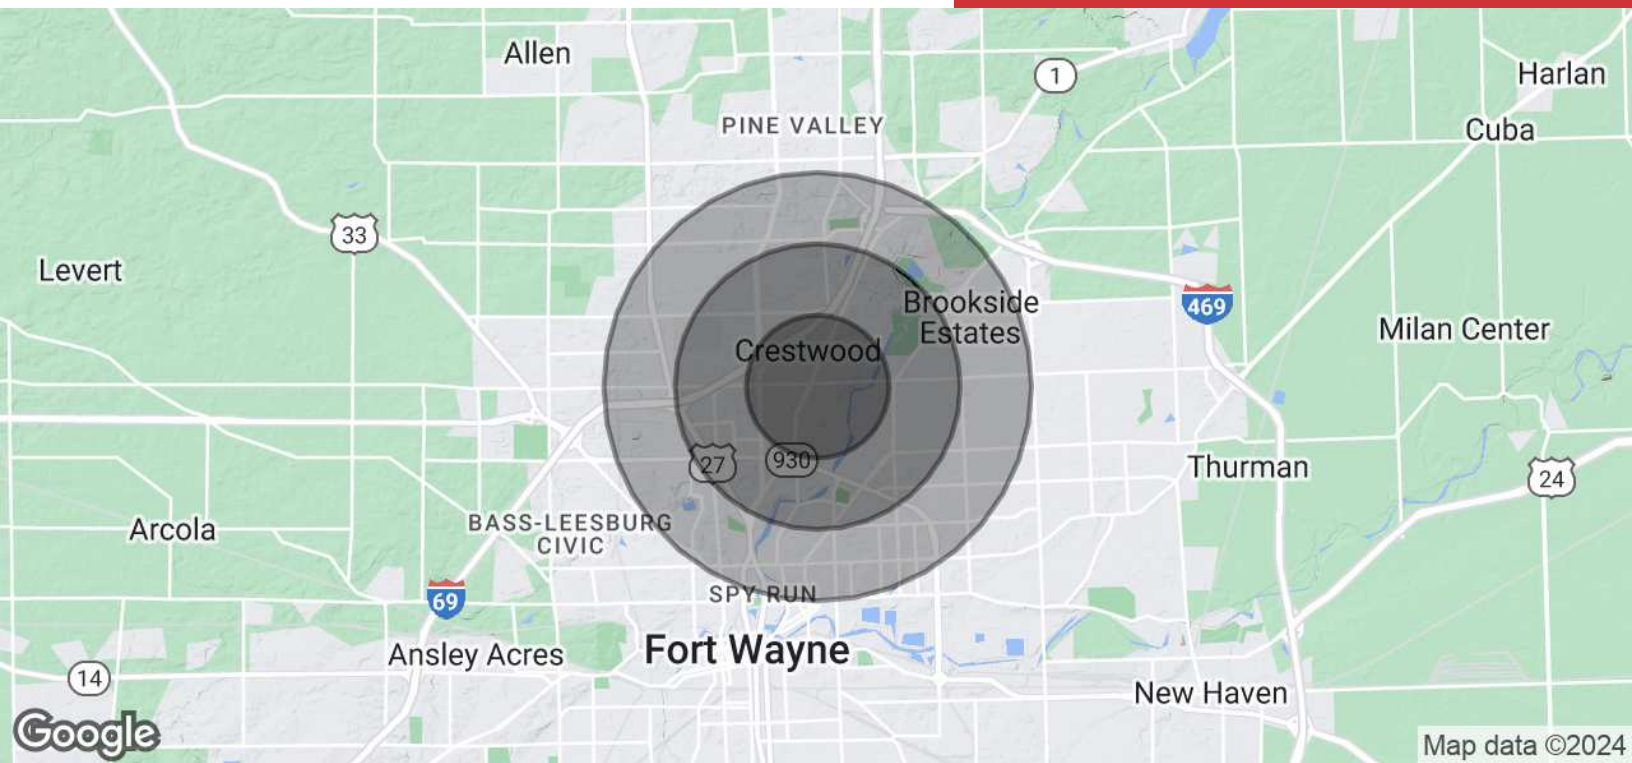 Allen
1
Harlan
PINE VALLEY
Cuba
33
Levert
469
Brookside
Estates
Milan Center
Crestwood
27
930
Thurman
24
Arcola
BASS-LEESBURG
CIVIC
69
SPY RUN
Ansley Acres
Fort Wayne
14
New Haven
Google
Map data ©2024